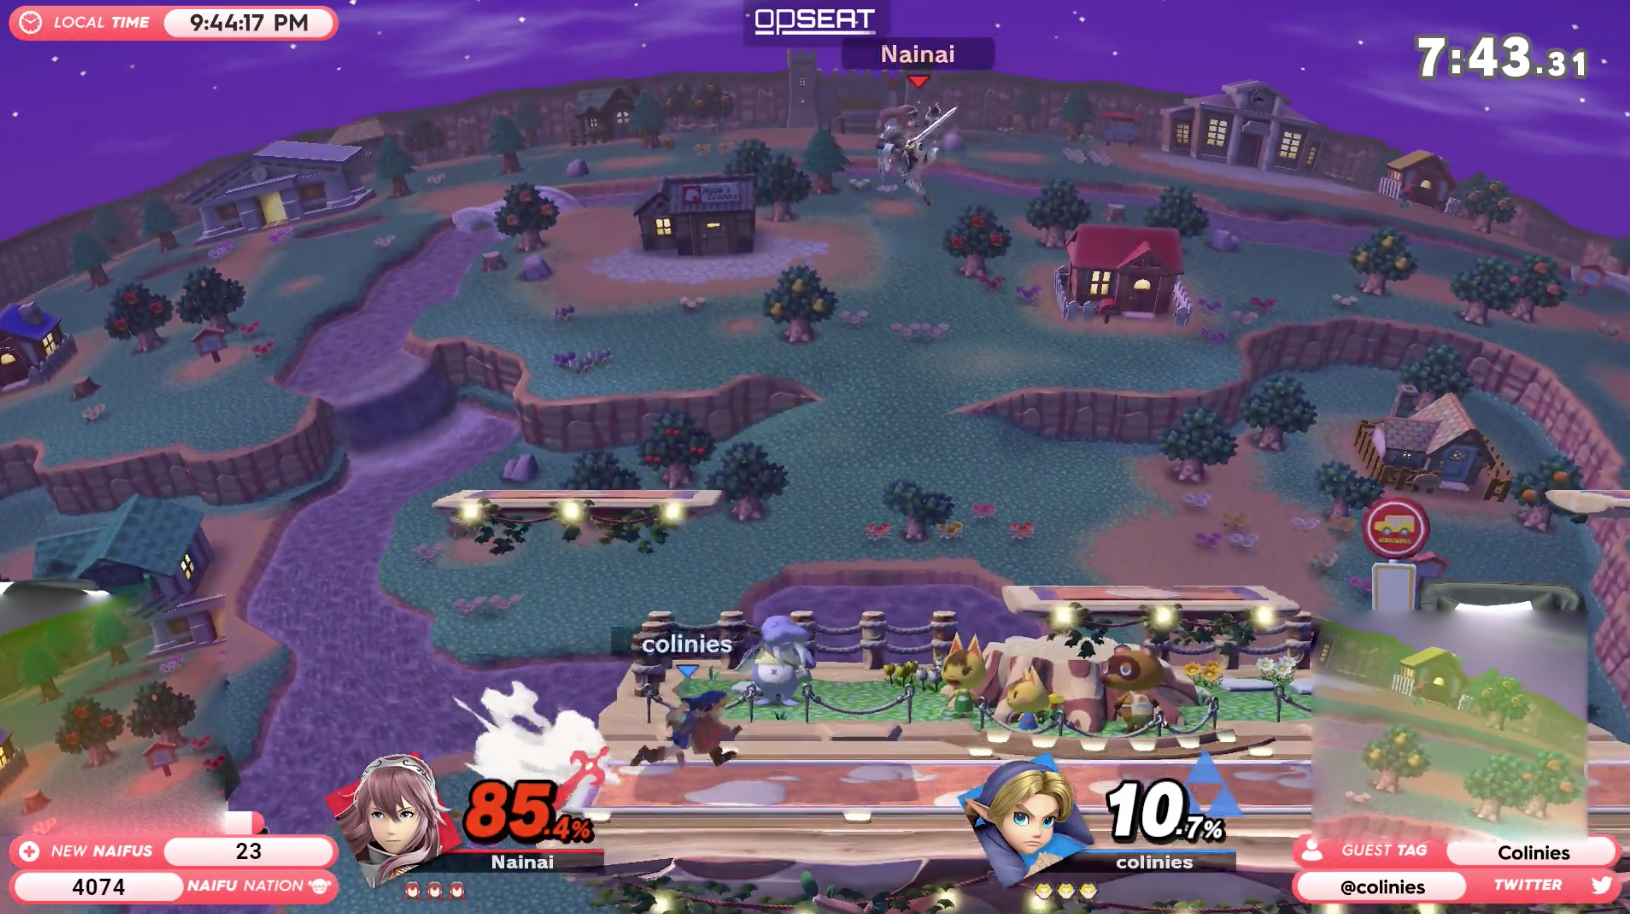 LOCAL TIME 9:44:17 PM
OPSEAT
Nainai
7:43.31
colinies
85.4%
Nainai
10.7%
colinies
NEW NAIFUS 23
4074 NAIFU NATION
GUEST TAG Colinies
@colinies TWITTER